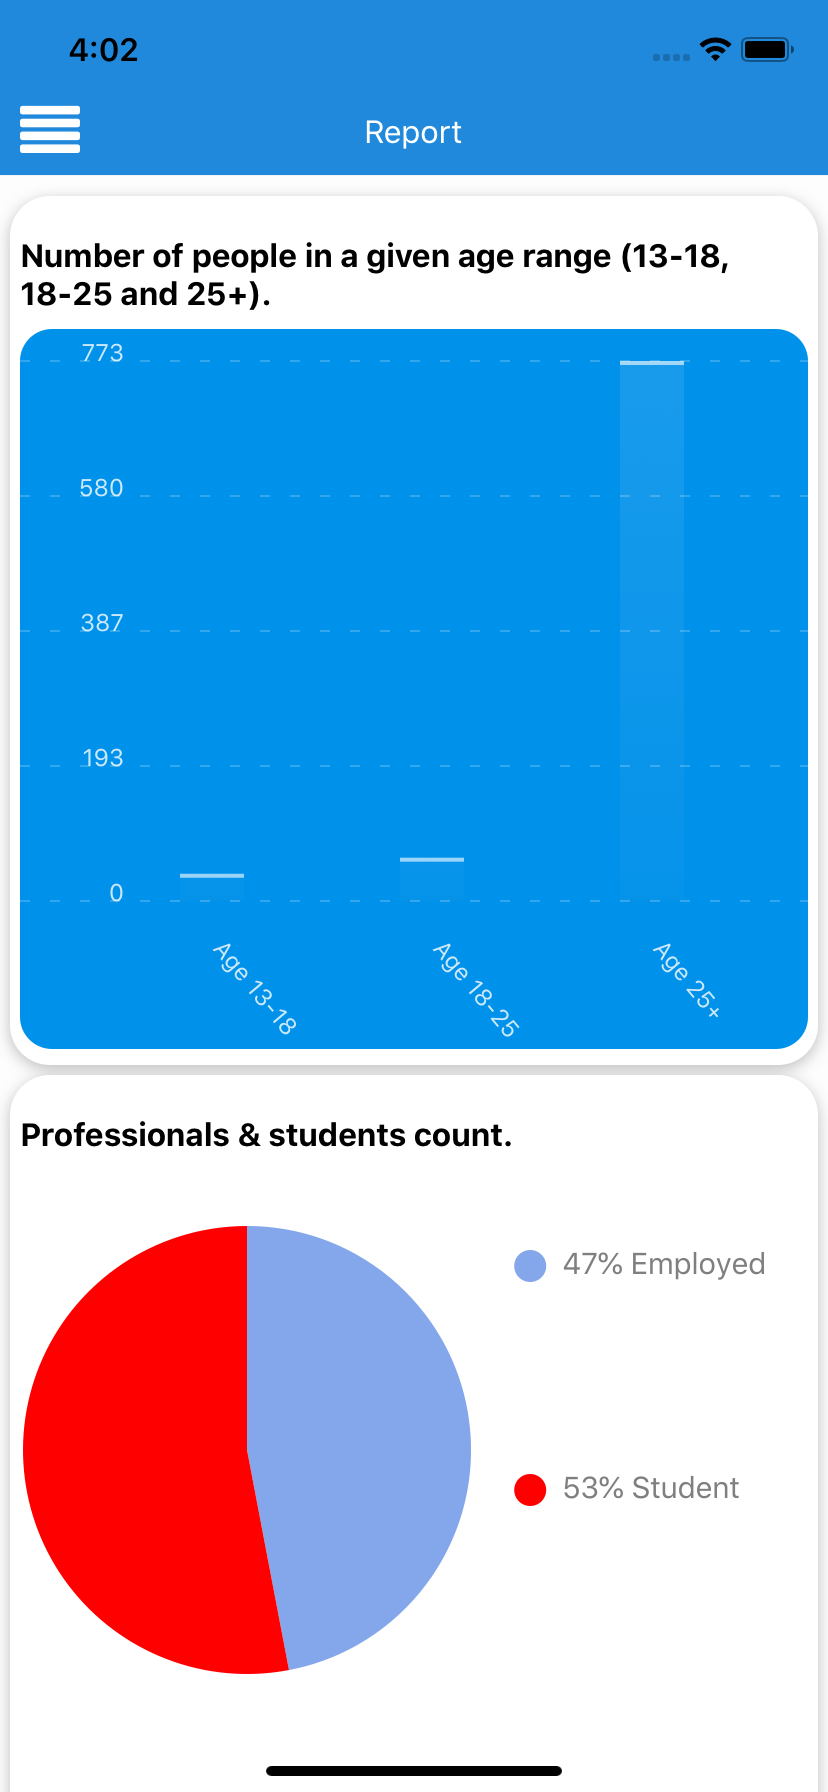 4:02
Report
Number of people in a given age range (13-18,
18-25 and 25+).
773
580
387
193
0
Age 13-18
Age 18-25
Age 25+
Professionals & students count.
47% Employed
53% Student